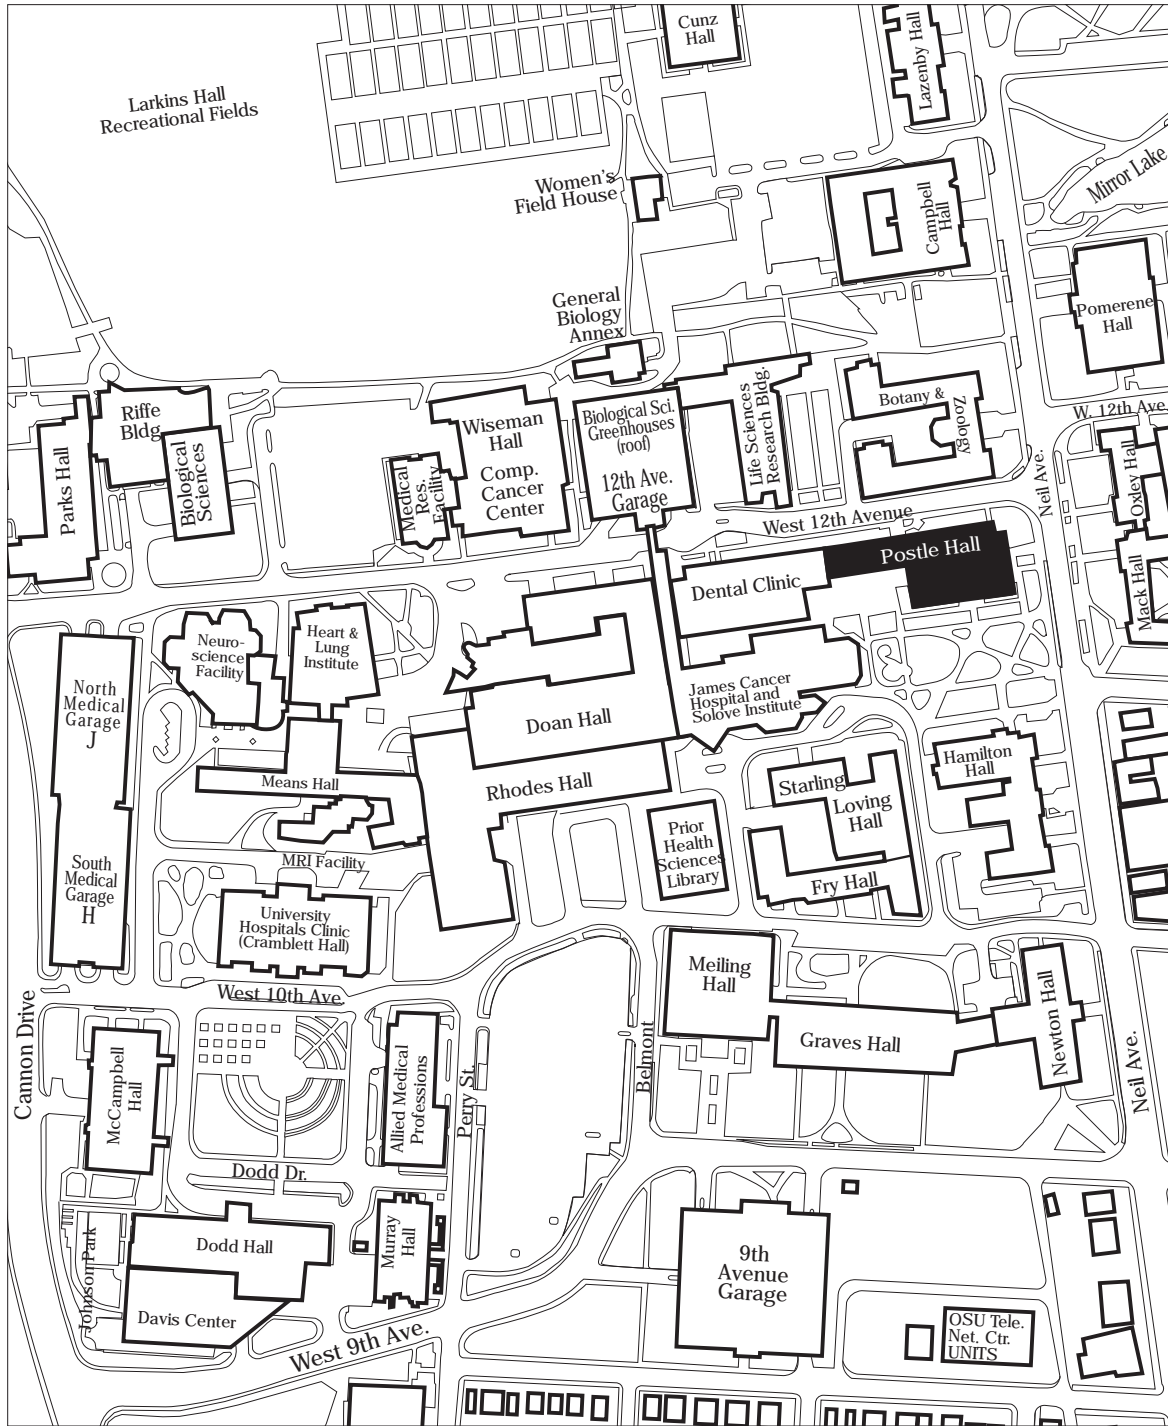 Cunz
Hall
Lazenby Hall
Larkins Hall
Recreational Fields
Mirror Lake
Women's
Field House
Campbell
Hall
General
Biology
Annex
Pomerene
Hall
Riffe
Bldg.
Parks Hall
Biological
Sciences
Wiseman
Hall
Comp.
Cancer
Center
Medical
Res.
Facility
Biological Sci.
Greenhouses
(roof)
12th Ave.
Garage
Life Sciences
Research Bldg.
Botany &
Zoology
W. 12th Ave.
Oxley Hall
Neil Ave.
West 12th Avenue
Postle Hall
Dental Clinic
Mack Hall
Neuro-
science
Facility
Heart &
Lung
Institute
North
Medical
Garage
J
James Cancer
Hospital and
Solove Institute
Doan Hall
Means Hall
Rhodes Hall
Hamilton
Hall
Starling
Loving
Hall
Prior
Health
Sciences
Library
MRI Facility
South
Medical
Garage
H
Fry Hall
University
Hospitals Clinic
(Cramblett Hall)
Meiling
Hall
West 10th Ave.
Cannon Drive
Graves Hall
Newton Hall
Neil Ave.
McCampbell
Hall
Allied Medical
Professions
Perry St.
Belmont
Dodd Dr.
Johnson Park
Dodd Hall
Murray
Hall
9th
Avenue
Garage
Davis Center
West 9th Ave.
OSU Tele.
Net. Ctr.
UNITS